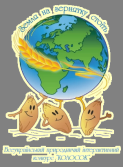 Земля на зернятку стоїть
Всеукраїнський природничий інтерактивний
конкурс "КОЛОСОК"